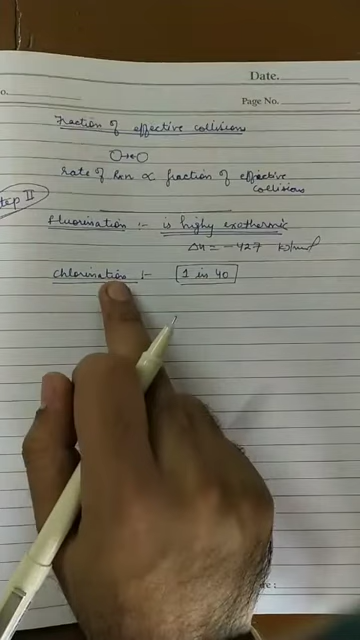 Date.
o.
Page No.
Fraction of effective collision
rate of Rxn ∝ fraction of effective
collisions
Step II
Fluorination :- is highly exothermic
ΔH = -427 KJ/mol
Chlorination :- 1 in 40